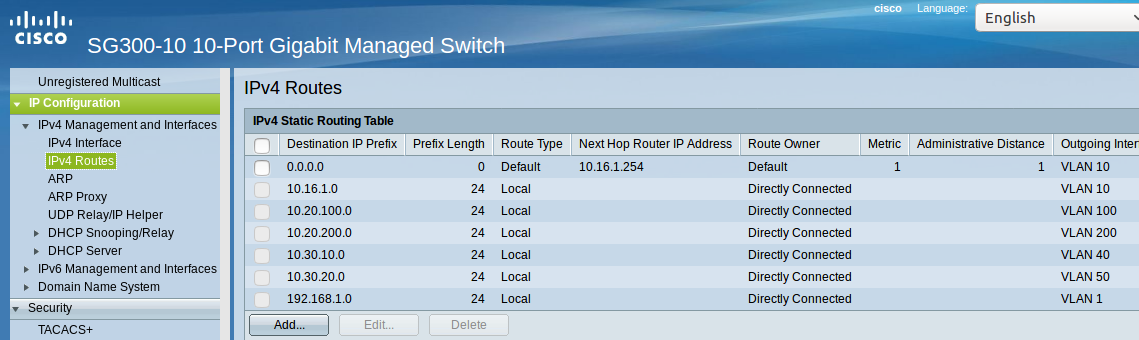 cisco Language: English
CISCO SG300-10 10-Port Gigabit Managed Switch
Unregistered Multicast
IP Configuration
IPv4 Management and Interfaces
IPv4 Interface
IPv4 Routes
ARP
ARP Proxy
UDP Relay/IP Helper
DHCP Snooping/Relay
DHCP Server
IPv6 Management and Interfaces
Domain Name System
Security
TACACS+
IPv4 Routes
IPv4 Static Routing Table
Destination IP Prefix Prefix Length Route Type Next Hop Router IP Address Route Owner Metric Administrative Distance Outgoing Inter
0.0.0.0 0 Default 10.16.1.254 Default 1 1 VLAN 10
10.16.1.0 24 Local Directly Connected VLAN 10
10.20.100.0 24 Local Directly Connected VLAN 100
10.20.200.0 24 Local Directly Connected VLAN 200
10.30.10.0 24 Local Directly Connected VLAN 40
10.30.20.0 24 Local Directly Connected VLAN 50
192.168.1.0 24 Local Directly Connected VLAN 1
Add... Edit... Delete